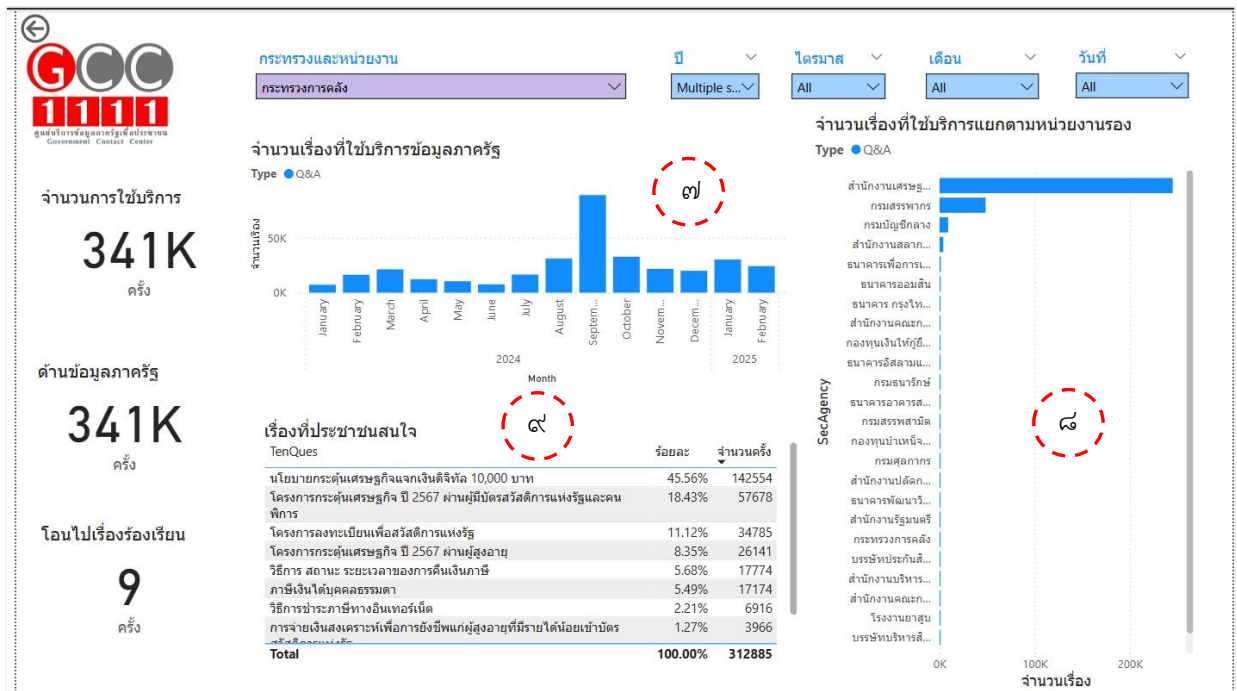 GCC
1111
ศูนย์บริการข้อมูลภาครัฐเพื่อประชาชน
Government Contact Center
กระทรวงและหน่วยงาน
กระทรวงการคลัง
ปี
Multiple s...
ไตรมาส
All
เดือน
All
วันที่
All
จำนวนการใช้บริการ
341K
ครั้ง
ด้านข้อมูลภาครัฐ
341K
ครั้ง
โอนไปเรื่องร้องเรียน
9
ครั้ง
จำนวนเรื่องที่ใช้บริการข้อมูลภาครัฐ
Type Q&A
๗
จำนวนเรื่อง
50K
0K
January
February
March
April
May
June
July
August
Septem...
October
Novem...
Decem...
January
February
2024
2025
Month
เรื่องที่ประชาชนสนใจ
๙
TenQues ร้อยละ จำนวนครั้ง
นโยบายกระตุ้นเศรษฐกิจแจกเงินดิจิทัล 10,000 บาท 45.56% 142554
โครงการกระตุ้นเศรษฐกิจ ปี 2567 ผ่านผู้มีบัตรสวัสดิการแห่งรัฐและคน 18.43% 57678
พิการ
โครงการลงทะเบียนเพื่อสวัสดิการแห่งรัฐ 11.12% 34785
โครงการกระตุ้นเศรษฐกิจ ปี 2567 ผ่านผู้สูงอายุ 8.35% 26141
วิธีการ สถานะ ระยะเวลาของการคืนเงินภาษี 5.68% 17774
ภาษีเงินได้บุคคลธรรมดา 5.49% 17174
วิธีการชำระภาษีทางอินเทอร์เน็ต 2.21% 6916
การจ่ายเงินสงเคราะห์เพื่อการยังชีพแก่ผู้สูงอายุที่มีรายได้น้อยเข้าบัตร 1.27% 3966
สวัสดิการแห่งรัฐ
Total 100.00% 312885
จำนวนเรื่องที่ใช้บริการแยกตามหน่วยงานรอง
Type Q&A
SecAgency
สำนักงานเศรษฐ...
กรมสรรพากร
กรมบัญชีกลาง
สำนักงานสลาก...
ธนาคารเพื่อการเ...
ธนาคารออมสิน
ธนาคาร กรุงไท...
สำนักงานคณะก...
กองทุนเงินให้กู้ยื...
ธนาคารอิสลามแ...
กรมธนารักษ์
ธนาคารอาคารส...
กรมสรรพสามิต
กองทุนบำเหน็จ...
กรมศุลกากร
สำนักงานปลัดก...
ธนาคารพัฒนาวิ...
สำนักงานรัฐมนตรี
กระทรวงการคลัง
บรรษัทประกันสิ...
สำนักงานบริหาร...
สำนักงานคณะก...
โรงงานยาสูบ
บรรษัทบริหารสิ...
๘
0K
100K
200K
จำนวนเรื่อง